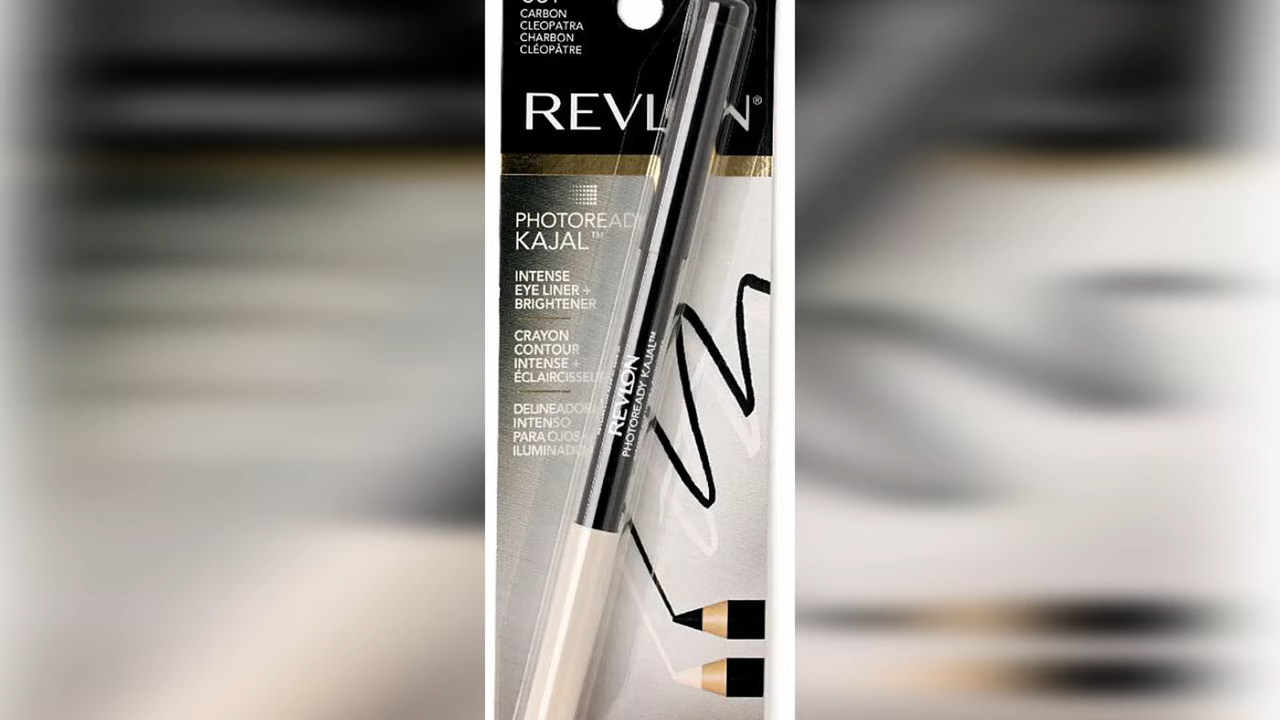 CARBON
CLEOPATRA
CHARBON
CLÉOPÂTRE
REVLON®
PHOTOREADY
KAJAL™
INTENSE
EYE LINER +
BRIGHTENER
CRAYON
CONTOUR
INTENSE +
ÉCLAIRCISSEUR
DELINEADOR
INTENSO
PARA OJOS
ILUMINADOR
REVLON
PHOTOREADY KAJAL™